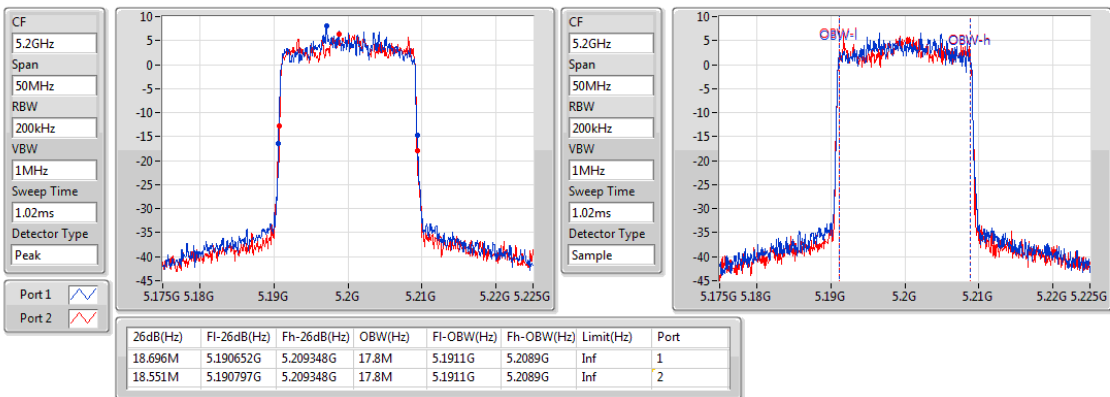 CF
5.2GHz
Span
50MHz
RBW
200kHz
VBW
1MHz
Sweep Time
1.02ms
Detector Type
Peak
Port 1
Port 2
10
5
0
-5
-10
-15
-20
-25
-30
-35
-40
-45
5.175G 5.18G 5.19G 5.2G 5.21G 5.22G 5.225G
CF
5.2GHz
Span
50MHz
RBW
200kHz
VBW
1MHz
Sweep Time
1.02ms
Detector Type
Sample
10
5
0
-5
-10
-15
-20
-25
-30
-35
-40
-45
OBW-l OBW-h
5.175G 5.18G 5.19G 5.2G 5.21G 5.22G 5.225G
26dB(Hz) Fl-26dB(Hz) Fh-26dB(Hz) OBW(Hz) Fl-OBW(Hz) Fh-OBW(Hz) Limit(Hz) Port
18.696M 5.190652G 5.209348G 17.8M 5.1911G 5.2089G Inf 1
18.551M 5.190797G 5.209348G 17.8M 5.1911G 5.2089G Inf 2